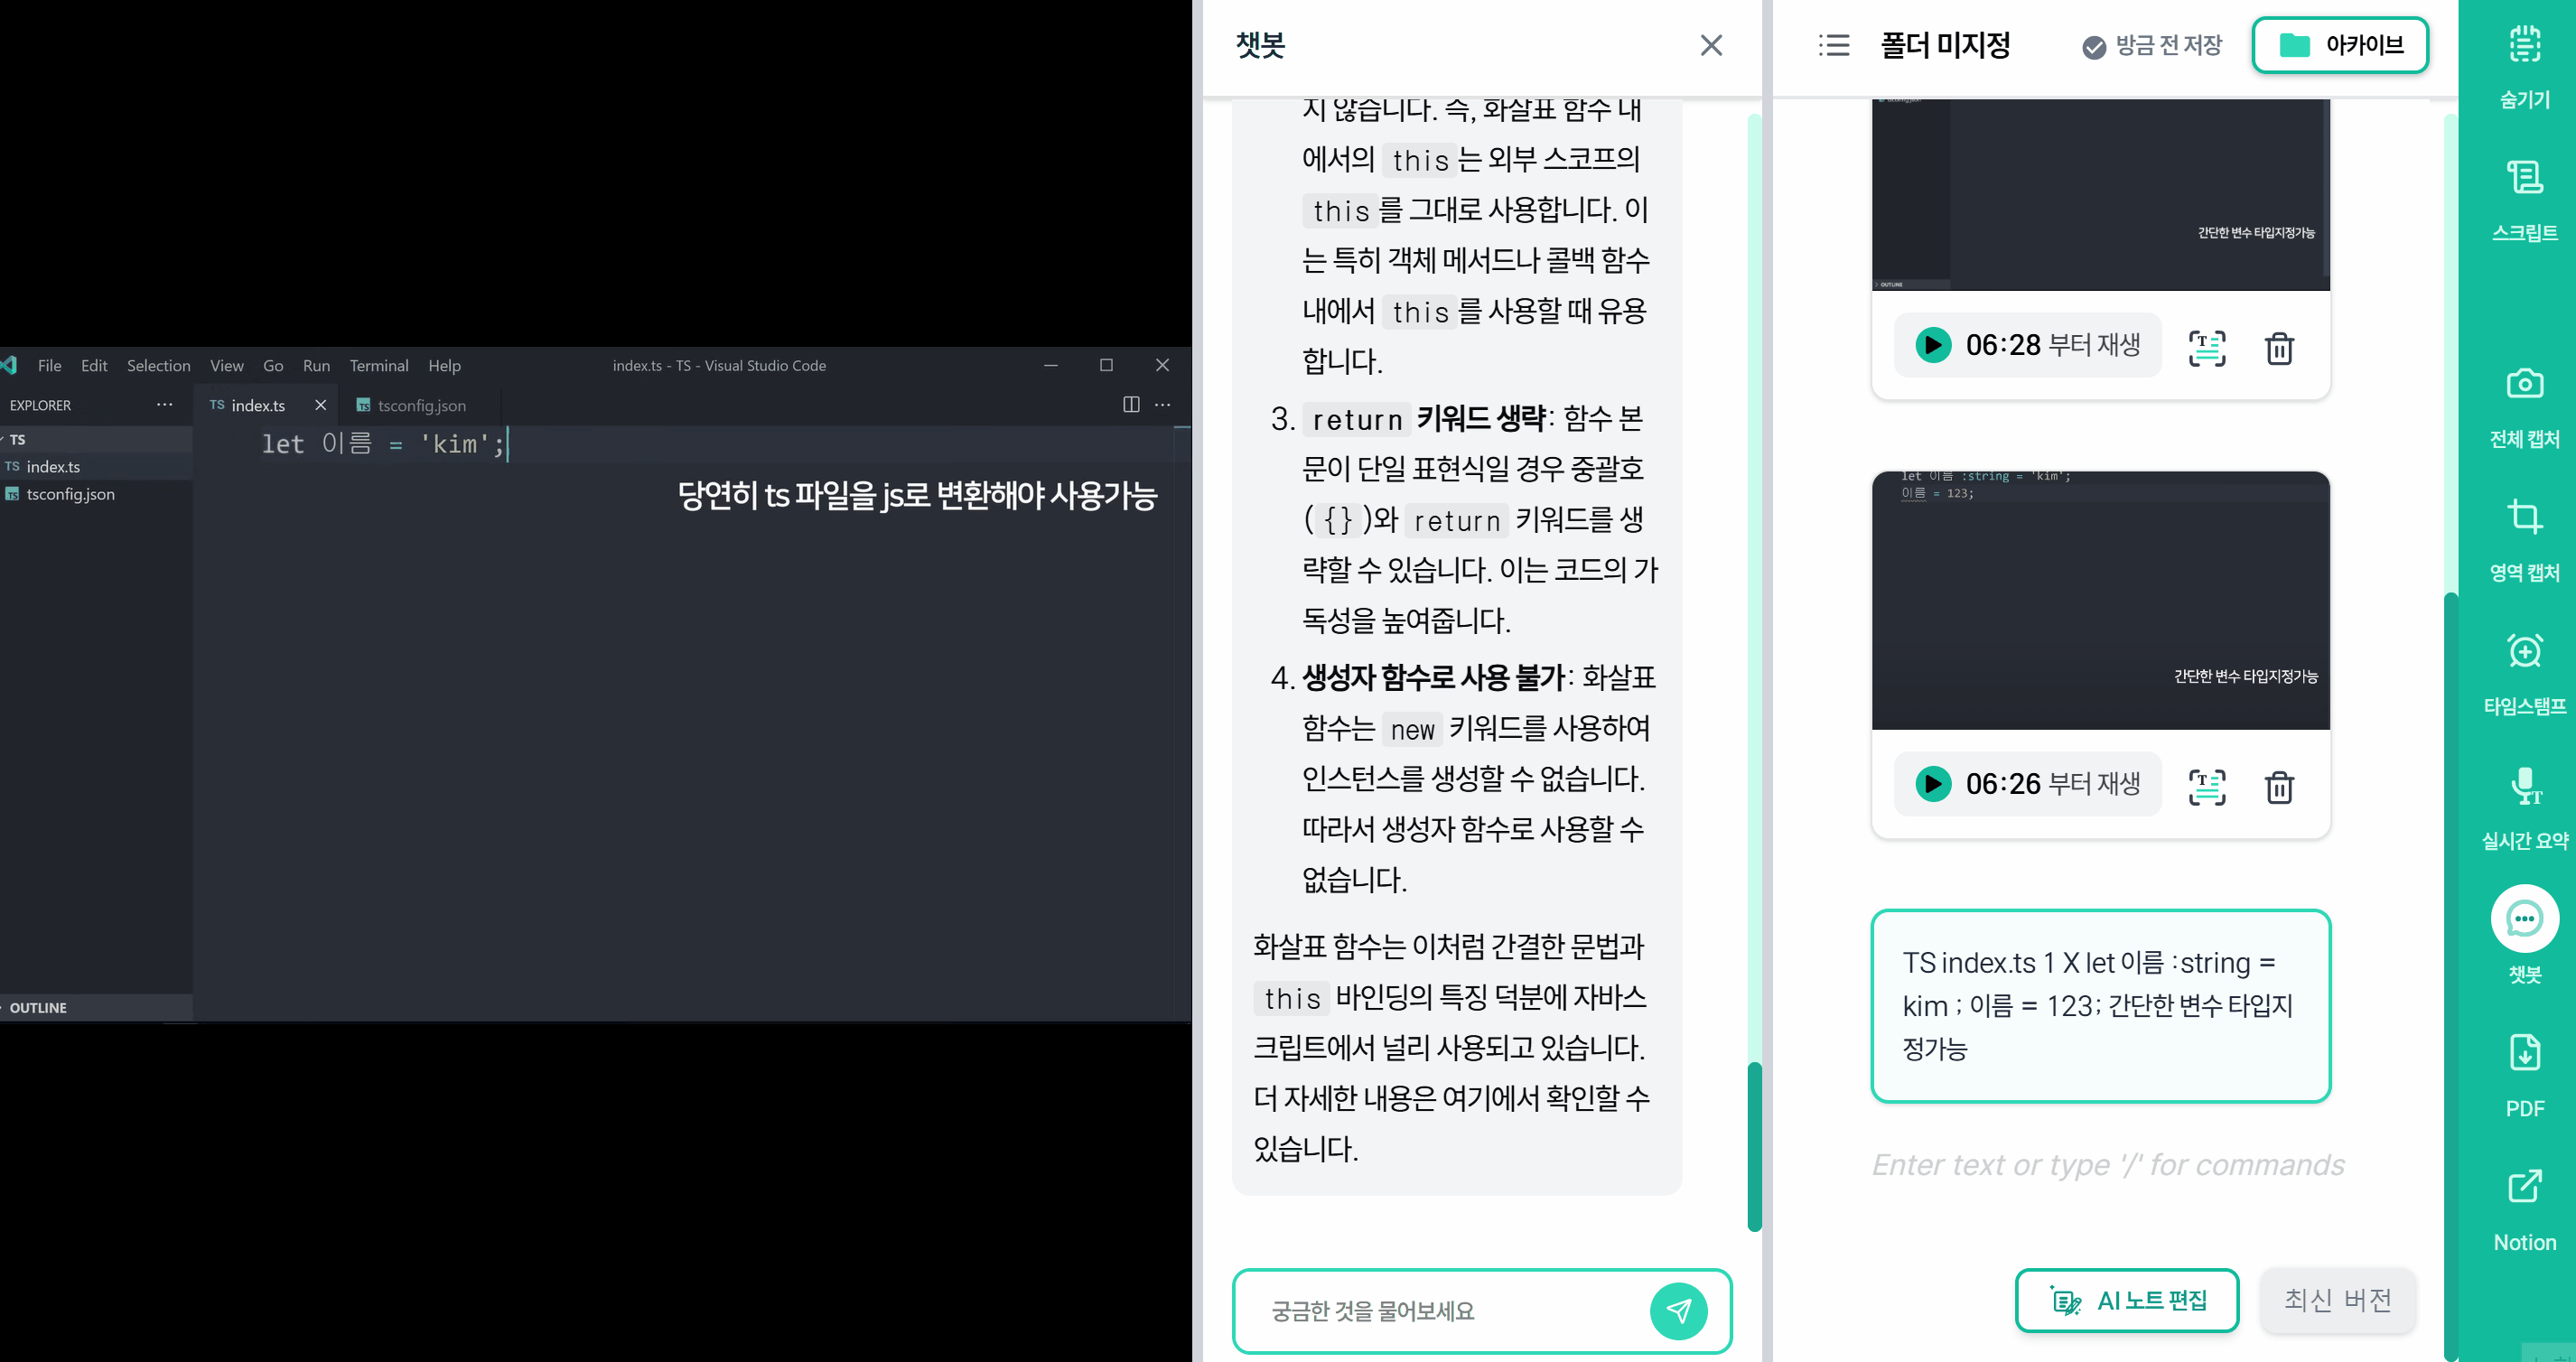 File Edit Selection View Go Run Terminal Help
index.ts - TS - Visual Studio Code
EXPLORER
TS index.ts
tsconfig.json
TS
TS index.ts
tsconfig.json
let 이름 = 'kim';
당연히 ts 파일을 js로 변환해야 사용가능
OUTLINE
챗봇
지 않습니다. 즉, 화살표 함수 내
에서의 this는 외부 스코프의
this를 그대로 사용합니다. 이
는 특히 객체 메서드나 콜백 함수
내에서 this를 사용할 때 유용
합니다.
3. return 키워드 생략: 함수 본
문이 단일 표현식일 경우 중괄호
({})와 return 키워드를 생
략할 수 있습니다. 이는 코드의 가
독성을 높여줍니다.
4. 생성자 함수로 사용 불가: 화살표
함수는 new 키워드를 사용하여
인스턴스를 생성할 수 없습니다.
따라서 생성자 함수로 사용할 수
없습니다.
화살표 함수는 이처럼 간결한 문법과
this 바인딩의 특징 덕분에 자바스
크립트에서 널리 사용되고 있습니다.
더 자세한 내용은 여기에서 확인할 수
있습니다.
궁금한 것을 물어보세요
폴더 미지정
방금 전 저장
아카이브
간단한 변수 타입지정가능
OUTLINE
06:28 부터 재생
let 이름 :string = 'kim';
이름 = 123;
간단한 변수 타입지정가능
06:26 부터 재생
TS index.ts 1 X let 이름 :string =
kim ; 이름 = 123; 간단한 변수 타입지
정가능
Enter text or type '/' for commands
AI 노트 편집
최신 버전
숨기기
스크립트
전체 캡처
영역 캡처
타임스탬프
실시간 요약
챗봇
PDF
Notion